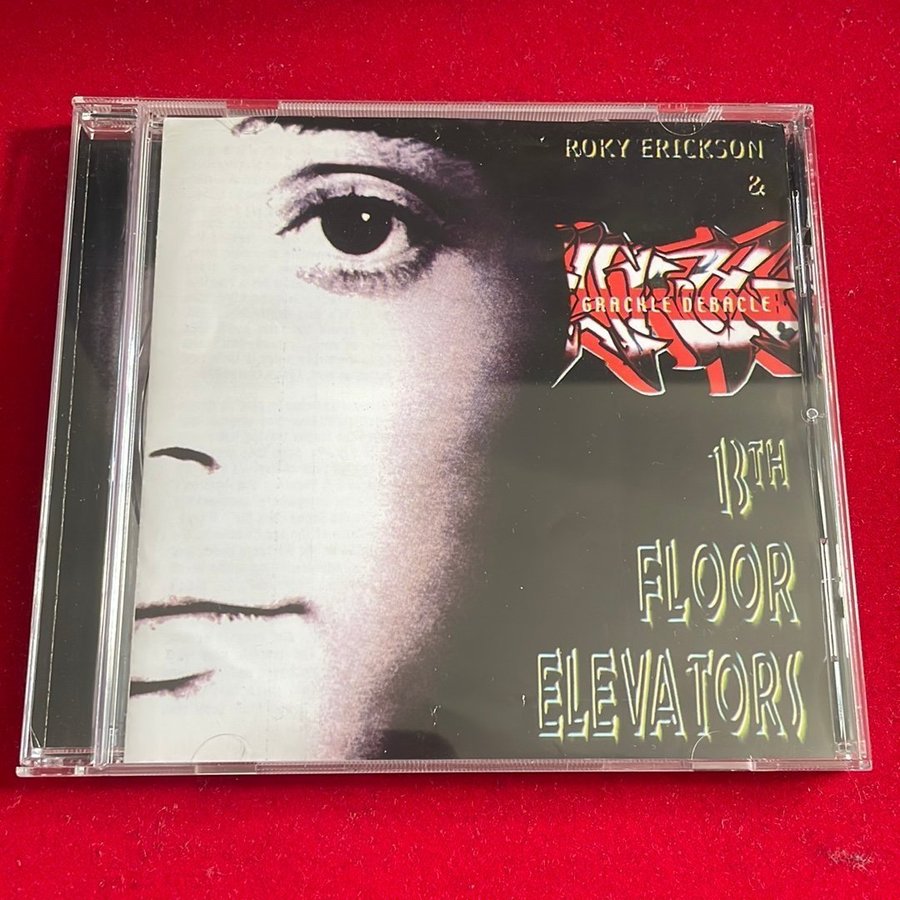 ROKY ERICKSON
&
GRACKLE DEBACLE
13TH
FLOOR
ELEVATORS